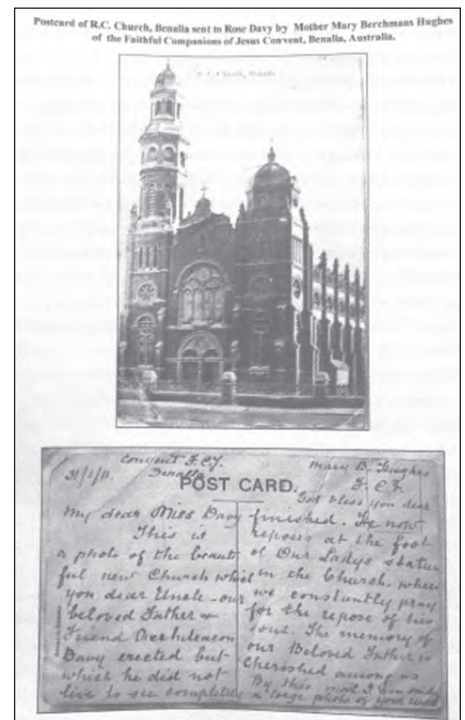 Postcard of R.C. Church, Benalla sent to Rose Davy by Mother Mary Berchmans Hughes
of the Faithful Companions of Jesus Convent, Benalla, Australia.
R.C. Church, Benalla
Convent F.C.J.
Benalla
31/1/11
POST CARD.
My dear Miss Davy
This is
a photo of the beauti
ful new Church which
you dear Uncle - our
beloved Father &
Friend Archdeacon
Davy erected but
which he did not
live to see completely
Mary B. Hughes
F.C.J.
God bless you dear
finished. He now
reposes at the foot
of Our Lady's statue
in the Church where
we constantly pray
for the repose of his
soul. The memory of
our Beloved Father is
cherished among us
By this mail I am
a large photo of your